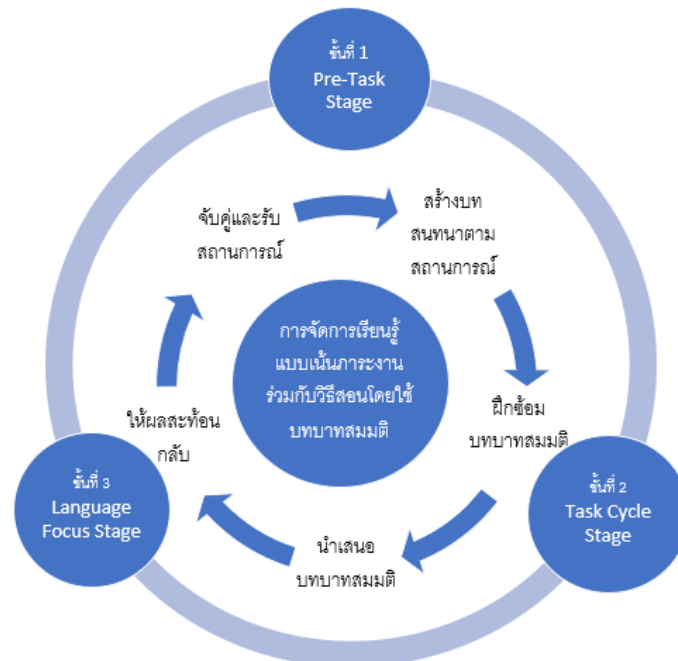 ขั้นที่ 1
Pre-Task
Stage
จับคู่และรับ
สถานการณ์
สร้างบท
สนทนาตาม
สถานการณ์
การจัดการเรียนรู้
แบบเน้นภาระงาน
ร่วมกับวิธีสอนโดยใช้
บทบาทสมมติ
ฝึกซ้อม
บทบาทสมมติ
ขั้นที่ 2
Task Cycle
Stage
นำเสนอ
บทบาทสมมติ
ให้ผลสะท้อน
กลับ
ขั้นที่ 3
Language
Focus Stage